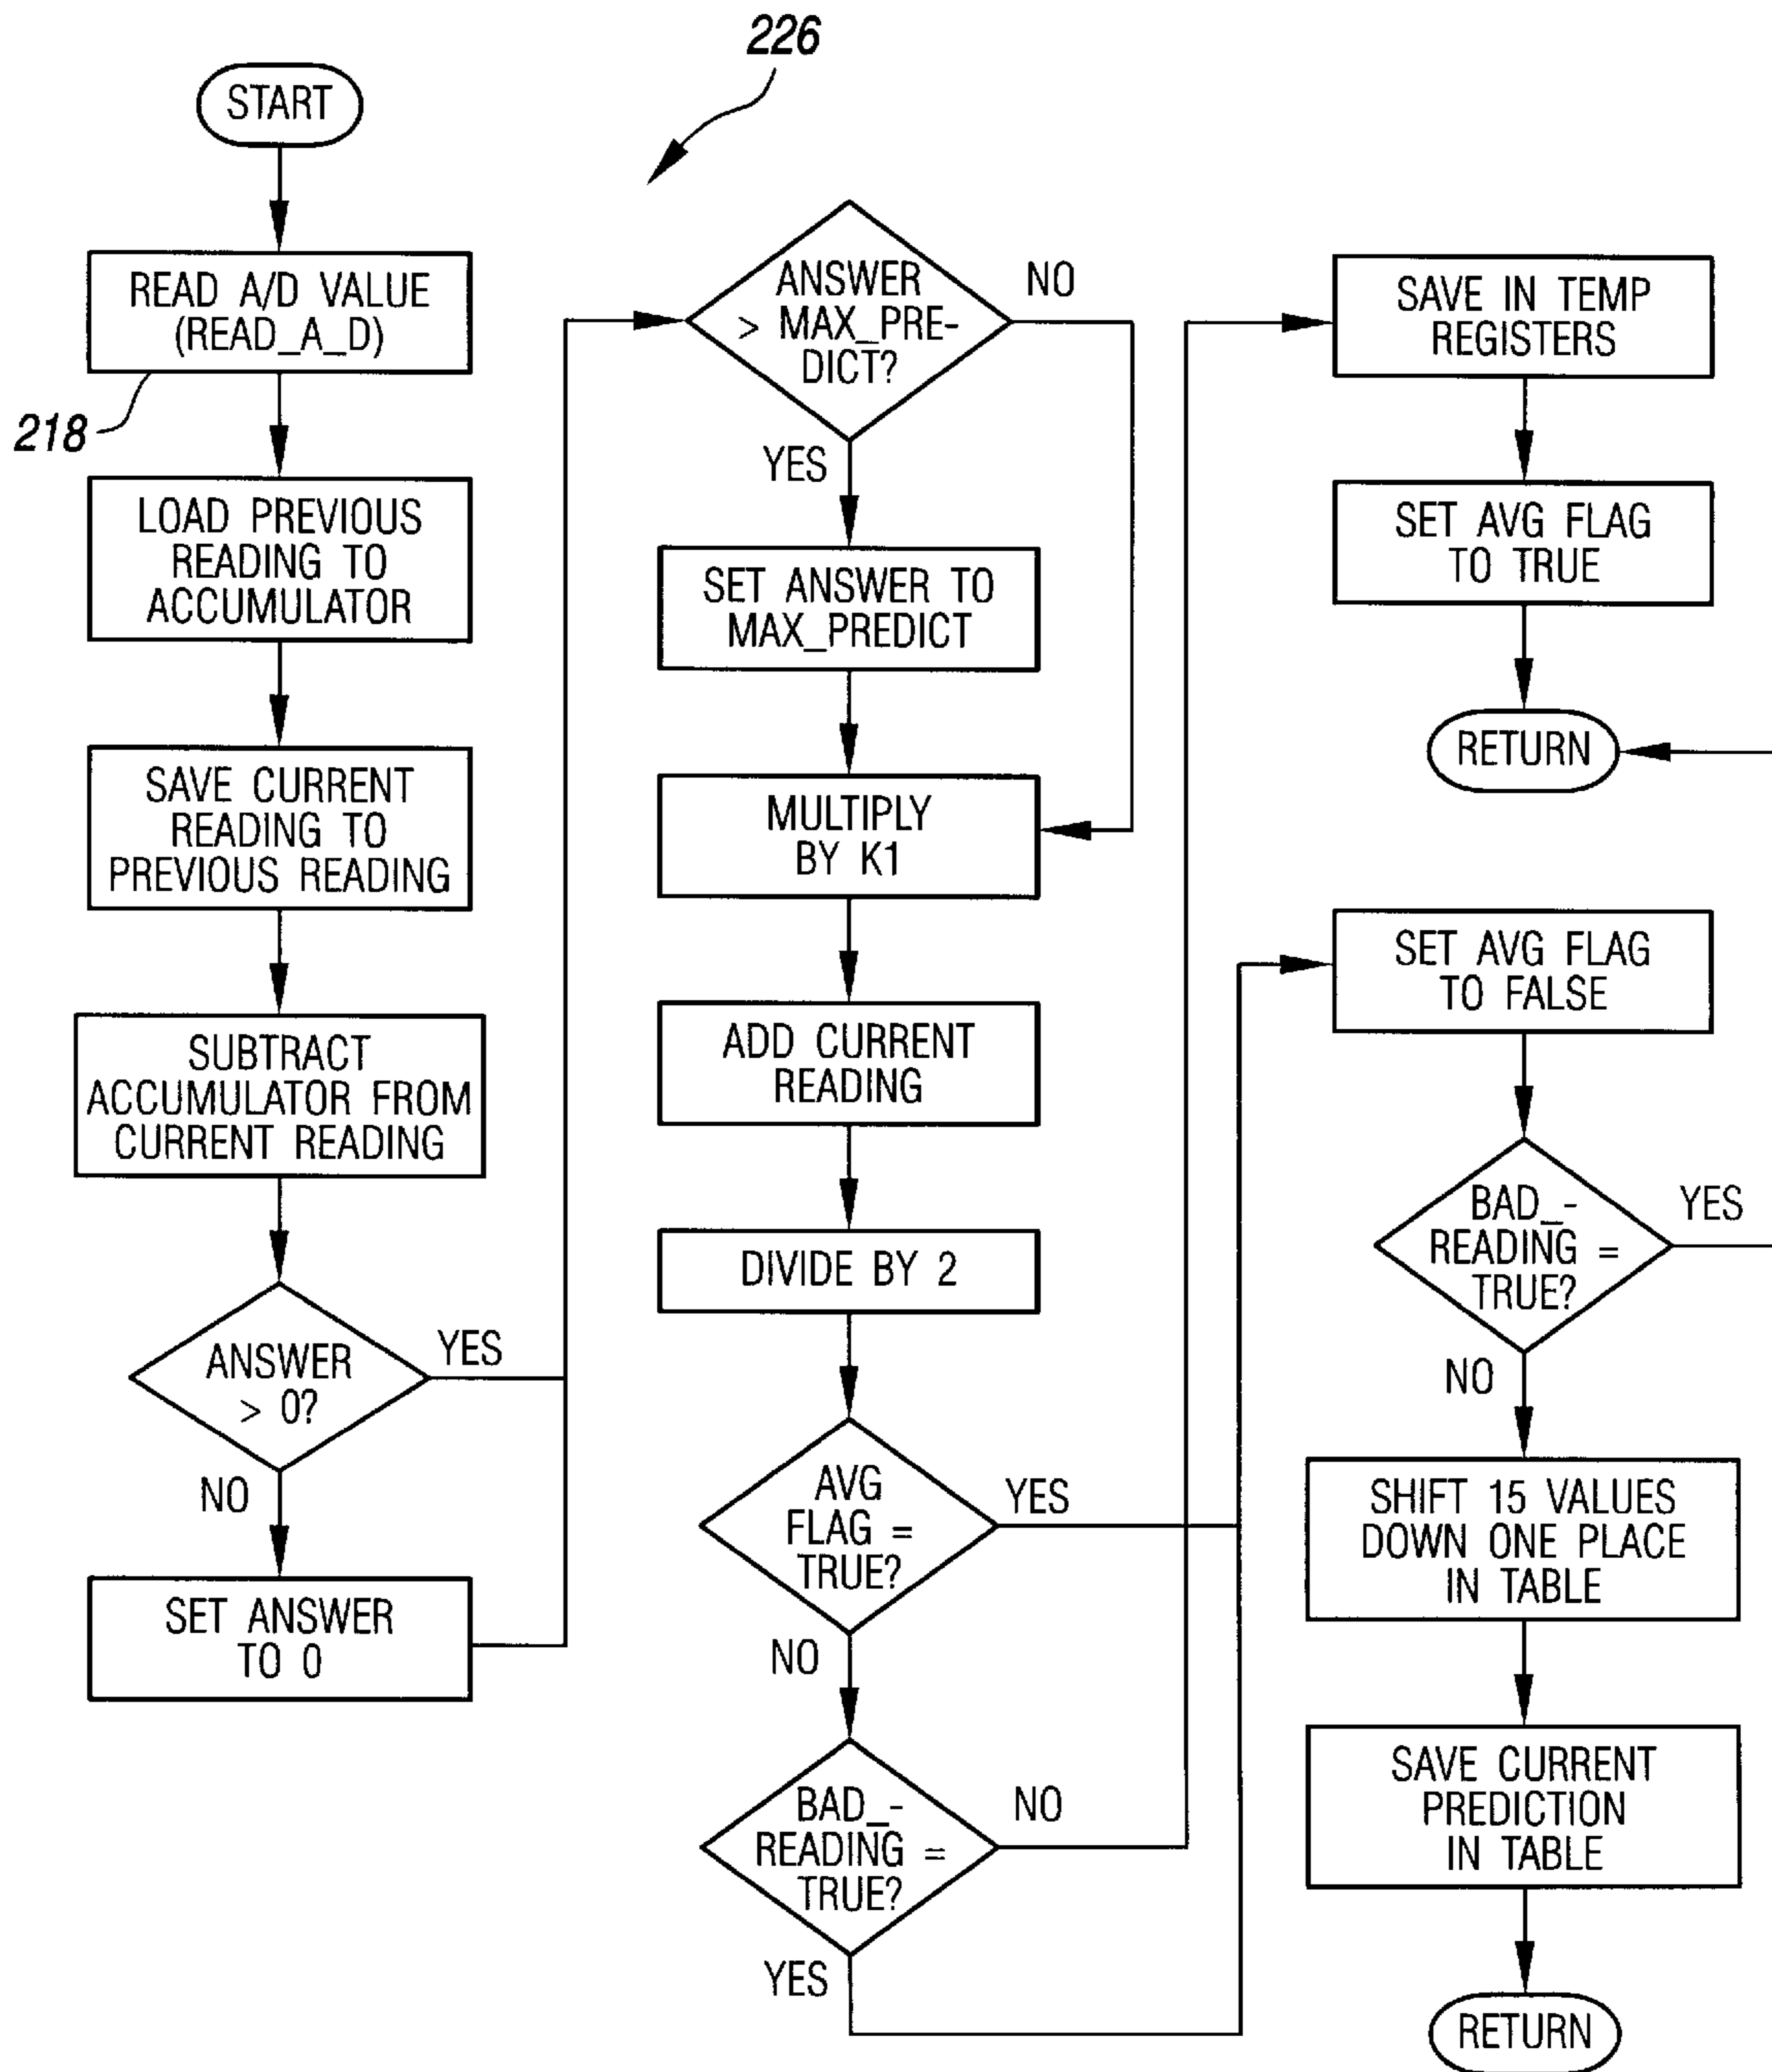 226
START
READ A/D VALUE
(READ_A_D)
218
LOAD PREVIOUS
READING TO
ACCUMULATOR
SAVE CURRENT
READING TO
PREVIOUS READING
SUBTRACT
ACCUMULATOR FROM
CURRENT READING
ANSWER
> 0?
YES
NO
SET ANSWER
TO 0
ANSWER
> MAX_PRE-
DICT?
NO
YES
SET ANSWER TO
MAX_PREDICT
MULTIPLY
BY K1
ADD CURRENT
READING
DIVIDE BY 2
AVG
FLAG =
TRUE?
YES
NO
BAD_-
READING =
TRUE?
NO
YES
SAVE IN TEMP
REGISTERS
SET AVG FLAG
TO TRUE
RETURN
SET AVG FLAG
TO FALSE
BAD_-
READING =
TRUE?
YES
NO
SHIFT 15 VALUES
DOWN ONE PLACE
IN TABLE
SAVE CURRENT
PREDICTION
IN TABLE
RETURN